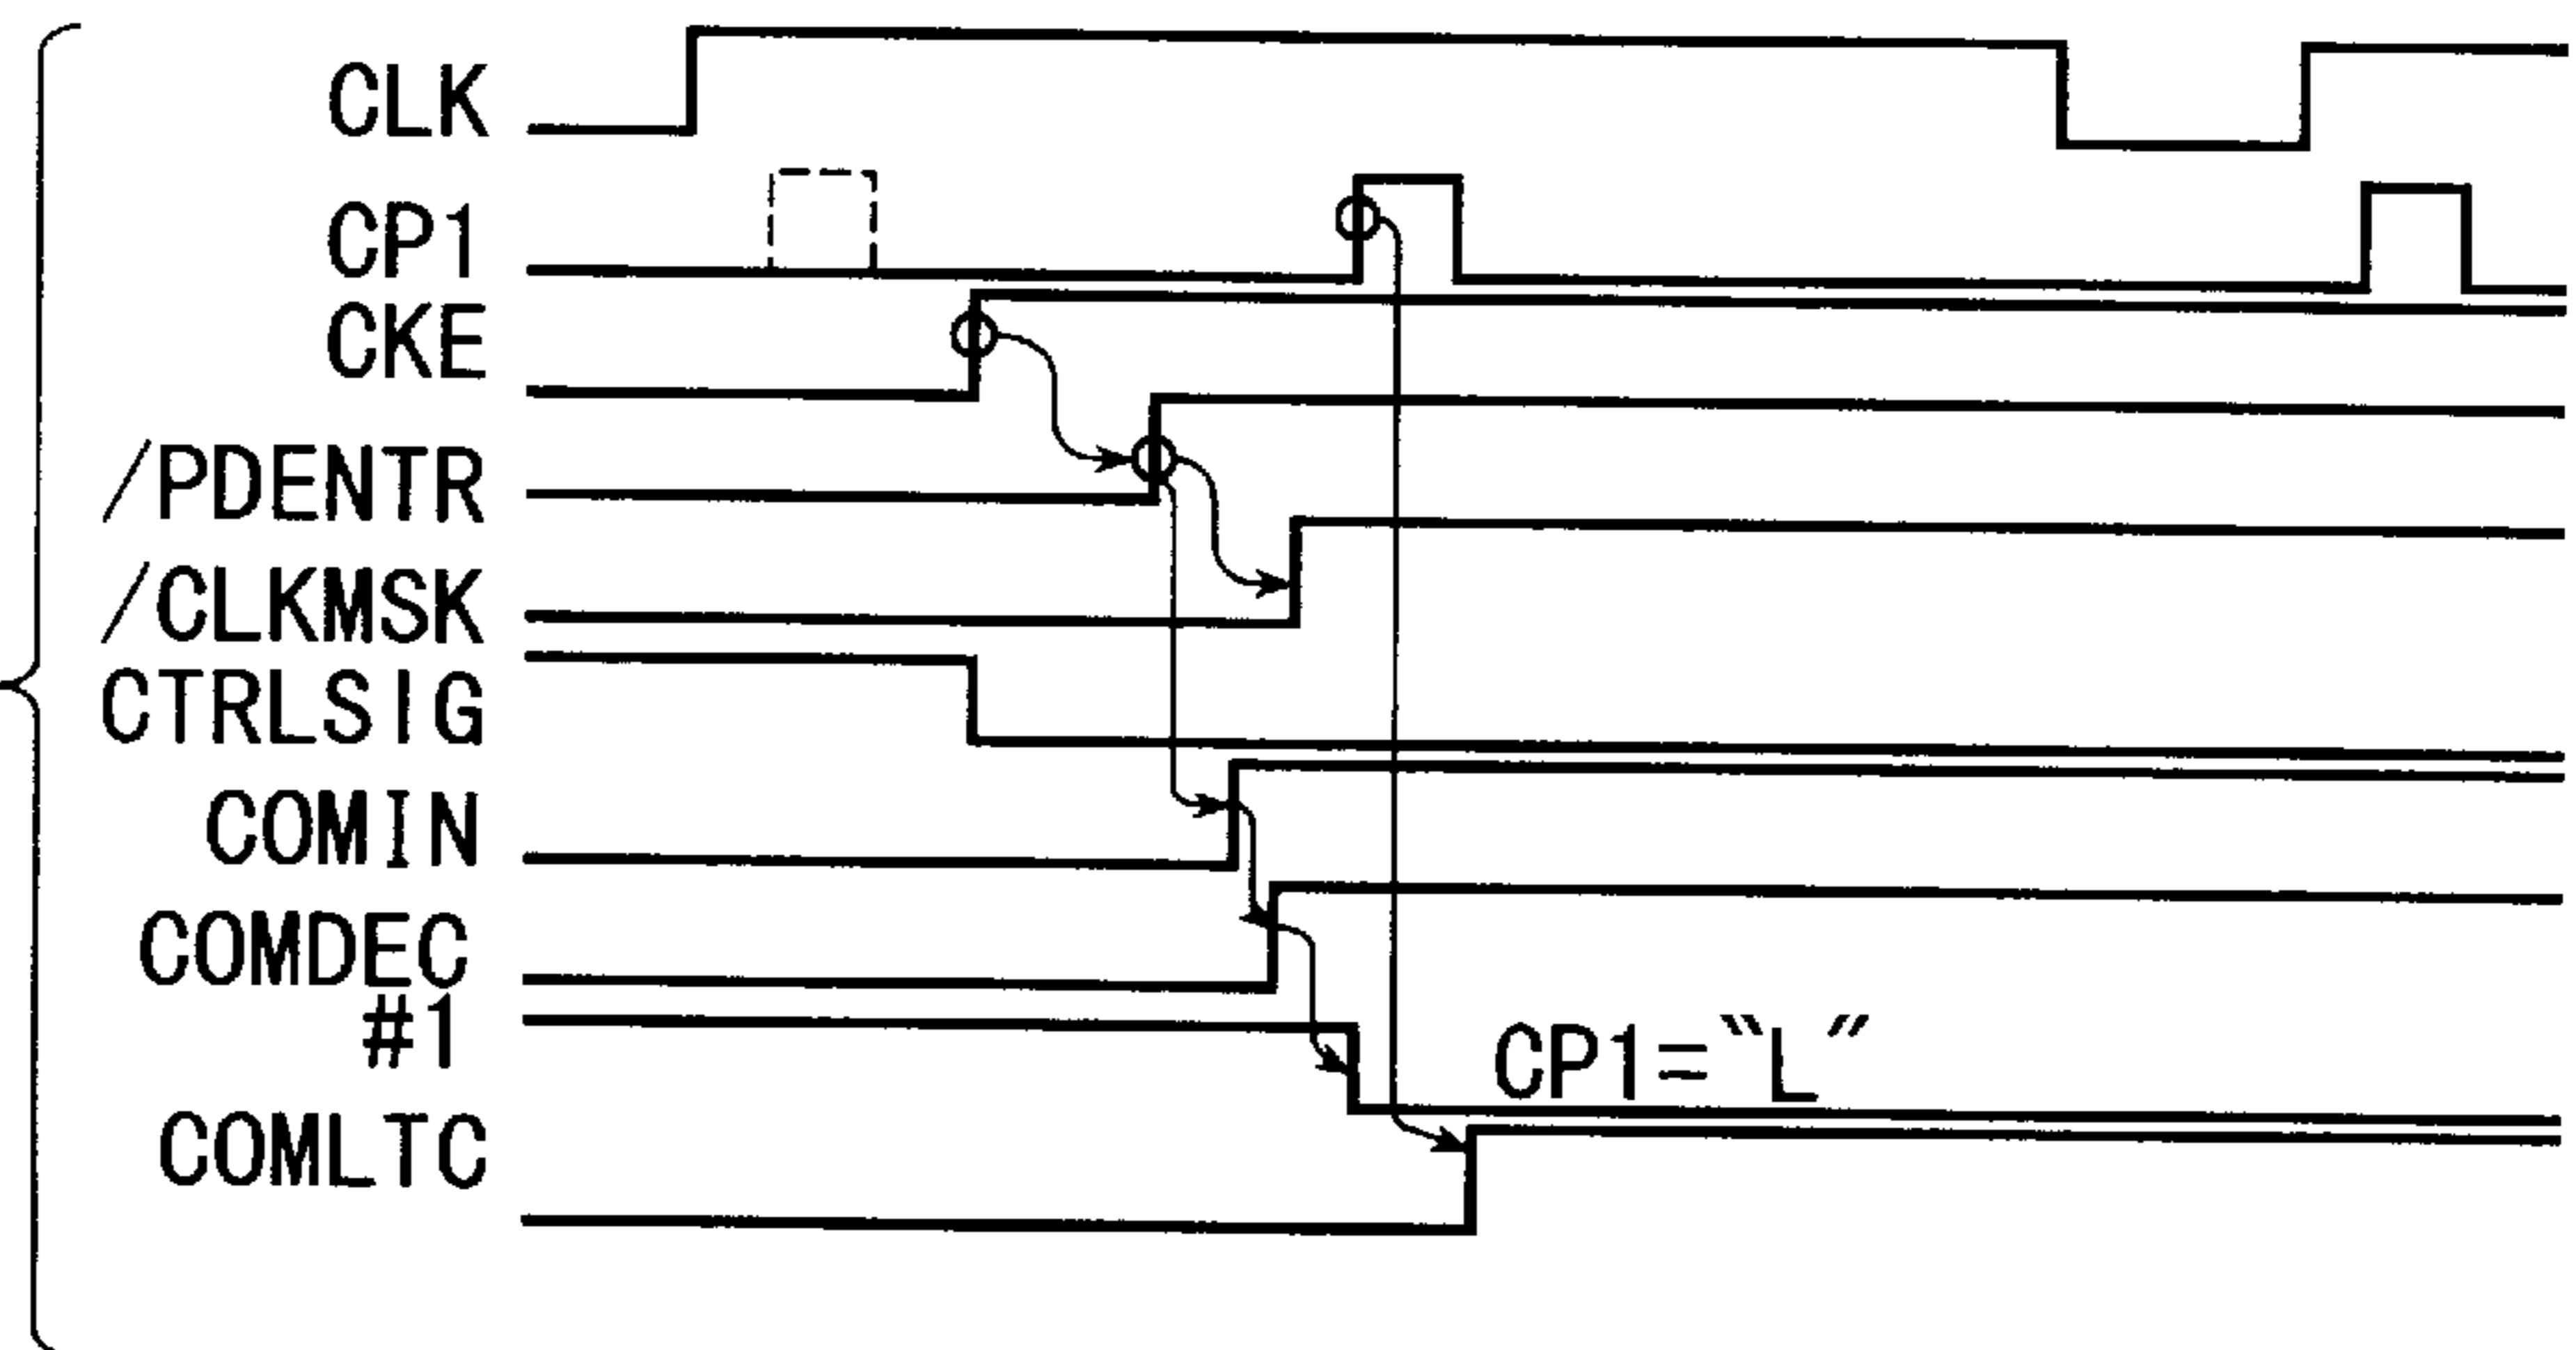 CLK
CP1
CKE
/PDENTR
/CLKMSK
CTRLSIG
COMIN
COMDEC
#1
CP1="L"
COMLTC